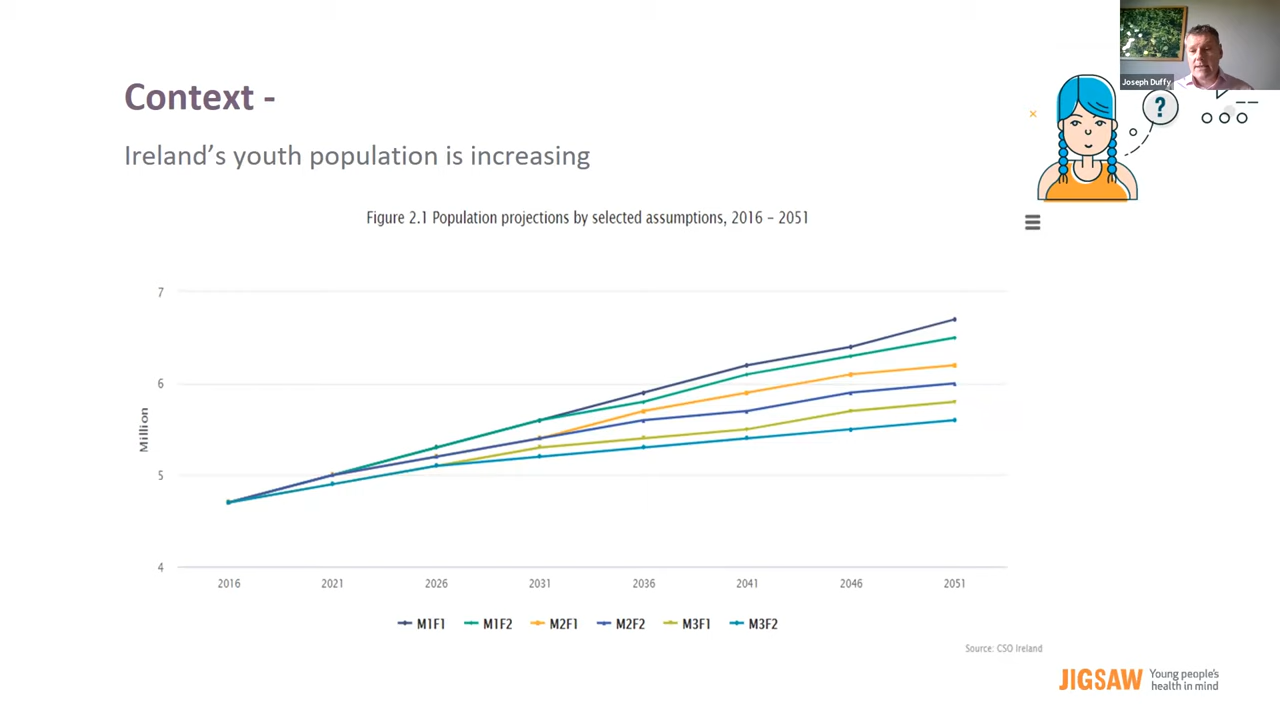 Context -
Ireland’s youth population is increasing
Joseph Duffy
?
Figure 2.1 Population projections by selected assumptions, 2016 – 2051
7
6
5
4
Million
2016 2021 2026 2031 2036 2041 2046 2051
M1F1 M1F2 M2F1 M2F2 M3F1 M3F2
Source: CSO Ireland
JIGSAW Young people's
health in mind